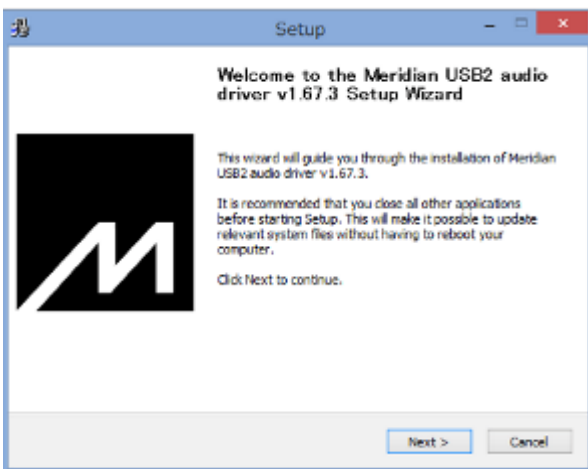 Setup
Welcome to the Meridian USB2 audio
driver v1.67.3 Setup Wizard
This wizard will guide you through the installation of Meridian
USB2 audio driver v1.67.3.
It is recommended that you close all other applications
before starting Setup. This will make it possible to update
relevant system files without having to reboot your
computer.
Click Next to continue.
Next >
Cancel